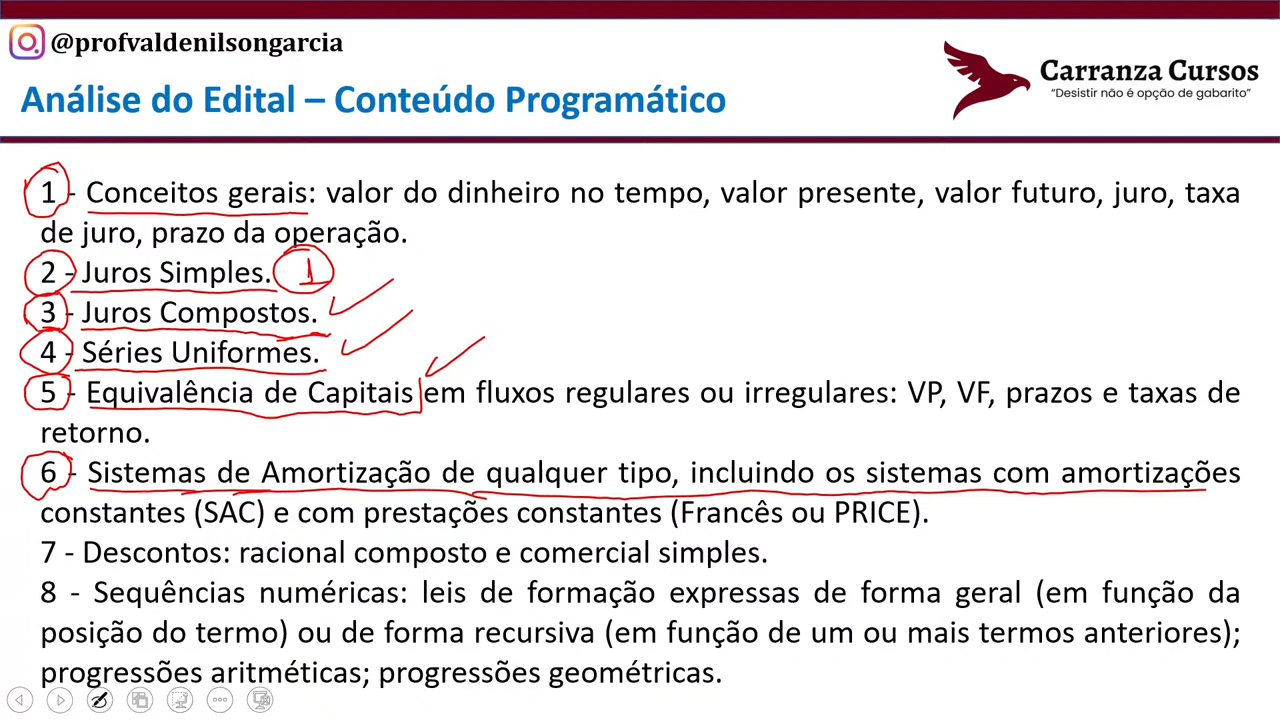 @profvaldenilsongarcia
Carranza Cursos
“Desistir não é opção de gabarito”
Análise do Edital – Conteúdo Programático
1 - Conceitos gerais: valor do dinheiro no tempo, valor presente, valor futuro, juro, taxa
de juro, prazo da operação.
2 - Juros Simples. 1
3 - Juros Compostos.
4 - Séries Uniformes.
5 - Equivalência de Capitais em fluxos regulares ou irregulares: VP, VF, prazos e taxas de
retorno.
6 - Sistemas de Amortização de qualquer tipo, incluindo os sistemas com amortizações
constantes (SAC) e com prestações constantes (Francês ou PRICE).
7 - Descontos: racional composto e comercial simples.
8 - Sequências numéricas: leis de formação expressas de forma geral (em função da
posição do termo) ou de forma recursiva (em função de um ou mais termos anteriores);
progressões aritméticas; progressões geométricas.